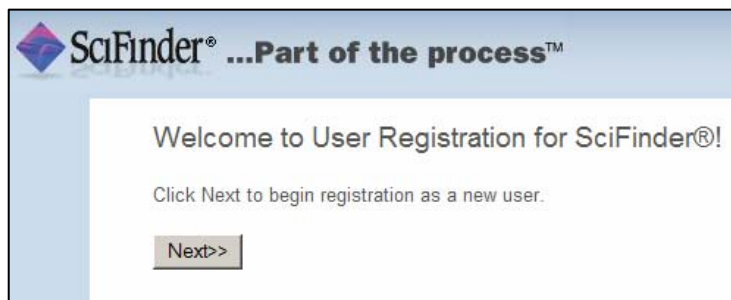 SciFinder® ...Part of the process™
Welcome to User Registration for SciFinder®!
Click Next to begin registration as a new user.
Next>>